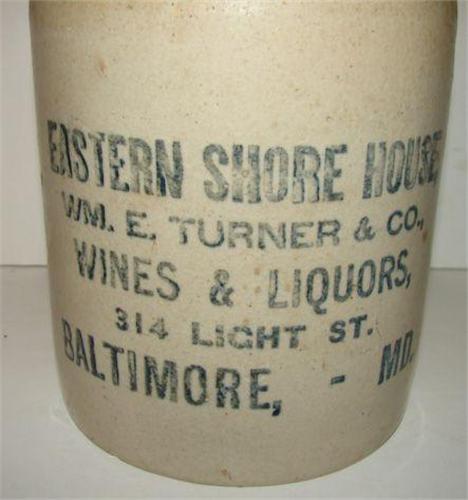 EASTERN SHORE HOUSE,
WM. E. TURNER & CO.,
WINES & LIQUORS,
314 LIGHT ST.
BALTIMORE, - MD.